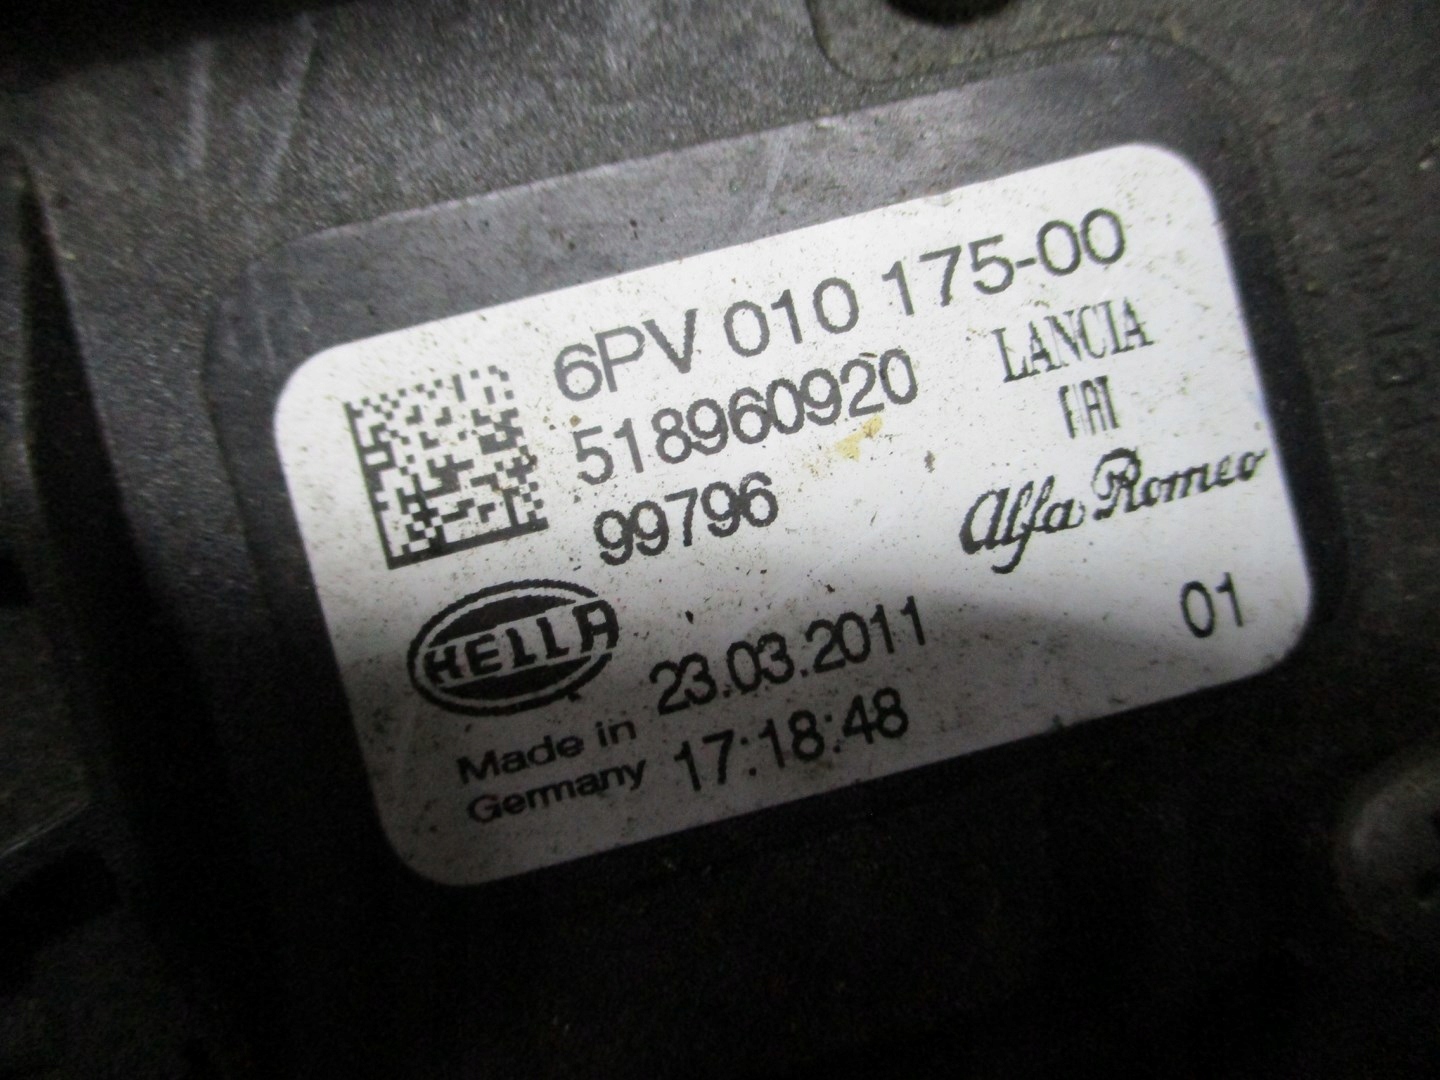 6PV 010 175-00
518960920
99796
LANCIA
FIAT
Alfa Romeo
HELLA
23.03.2011
01
Made in
Germany
17:18:48